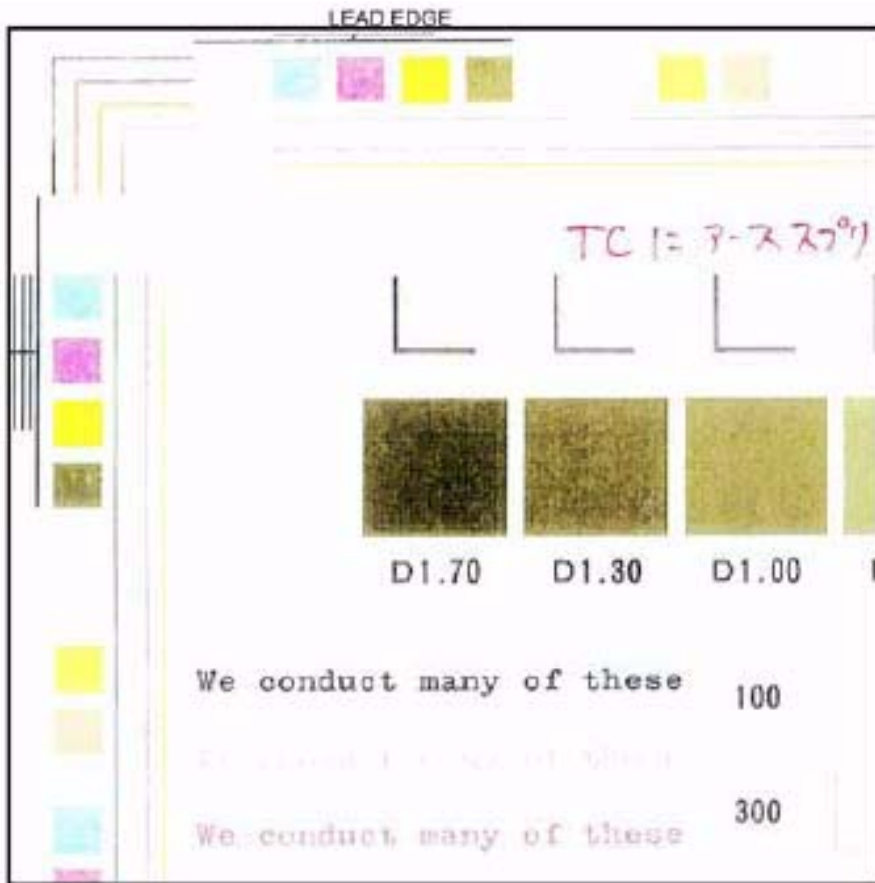 LEAD EDGE
TCに アース スプリ
D1.70 D1.30 D1.00
We conduct many of these 100
We conduct many of these 300